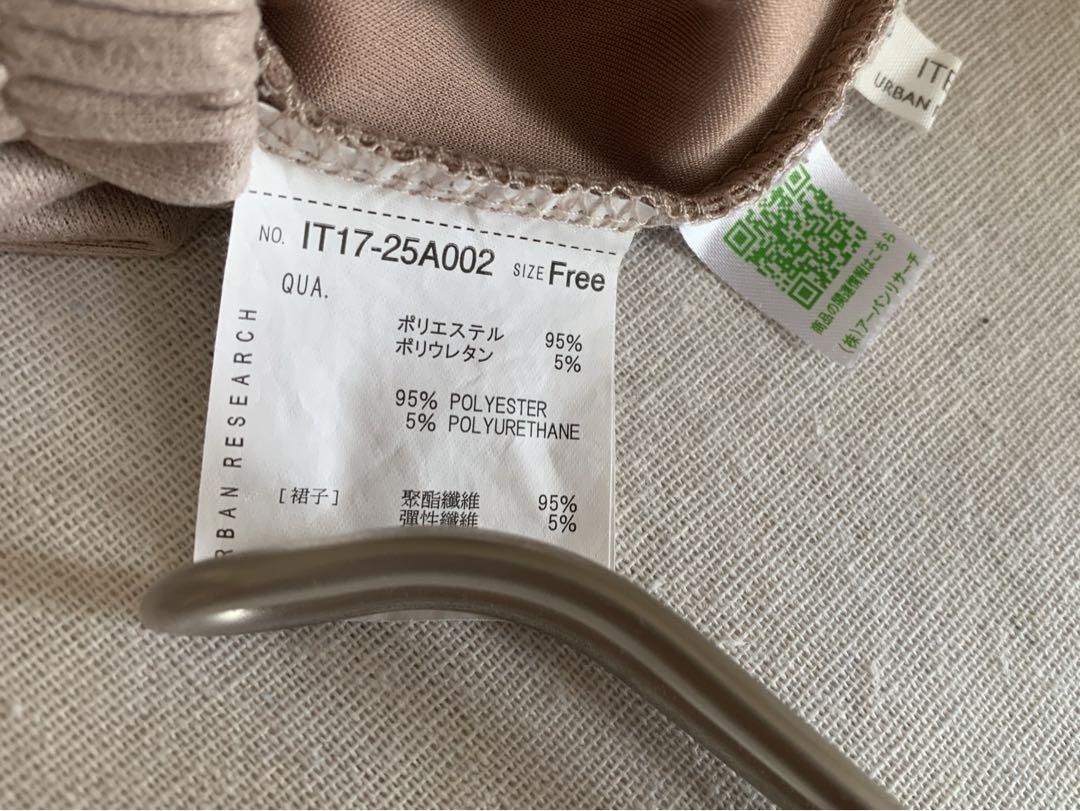 NO. IT17-25A002 SIZE Free
QUA.
ポリエステル 95%
ポリウレタン 5%
95% POLYESTER
5% POLYURETHANE
[裙子] 聚酯纖維 95%
彈性纖維 5%
RBAN RESEARCH
URBAN
商品の関連情報はこちら
(株)アーバンリサーチ